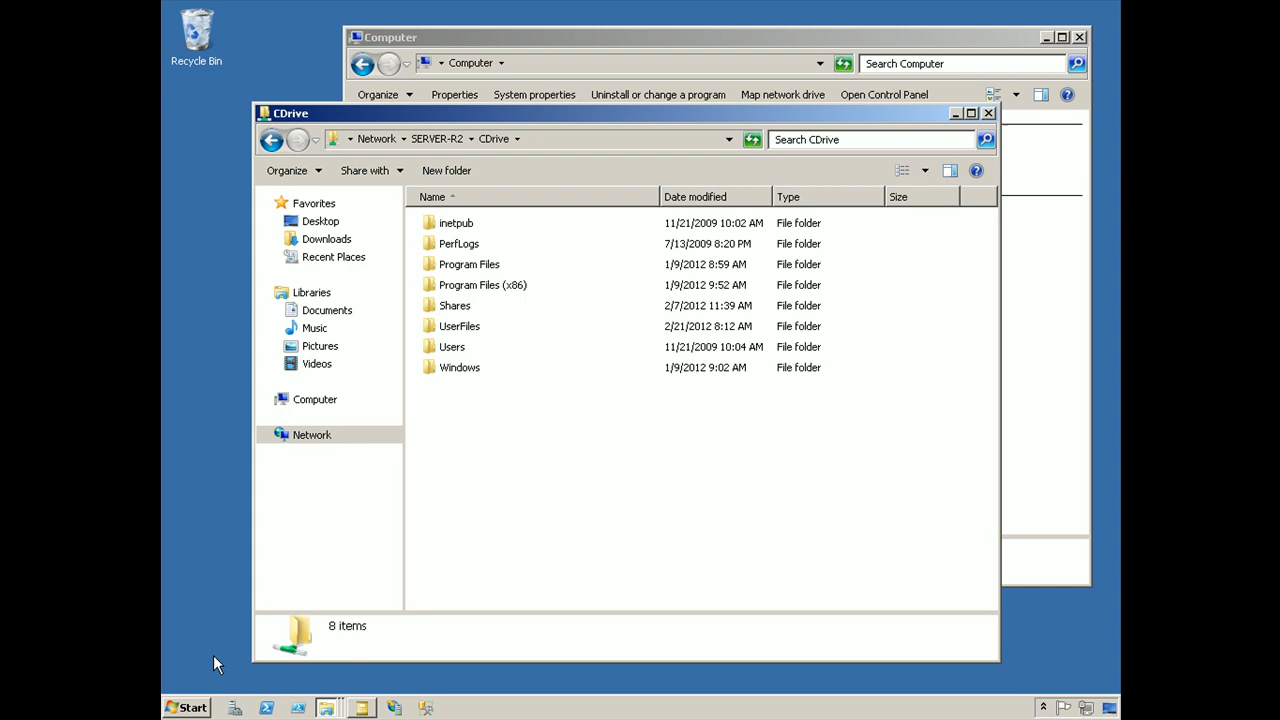 Recycle Bin
Computer
Computer
Search Computer
Organize Properties System properties Uninstall or change a program Map network drive Open Control Panel
CDrive
Network SERVER-R2 CDrive
Search CDrive
Organize Share with New folder
Favorites
Desktop
Downloads
Recent Places
Libraries
Documents
Music
Pictures
Videos
Computer
Network
Name Date modified Type Size
inetpub 11/21/2009 10:02 AM File folder
PerfLogs 7/13/2009 8:20 PM File folder
Program Files 1/9/2012 8:59 AM File folder
Program Files (x86) 1/9/2012 9:52 AM File folder
Shares 2/7/2012 11:39 AM File folder
UserFiles 2/21/2012 8:12 AM File folder
Users 11/21/2009 10:04 AM File folder
Windows 1/9/2012 9:02 AM File folder
8 items
Start